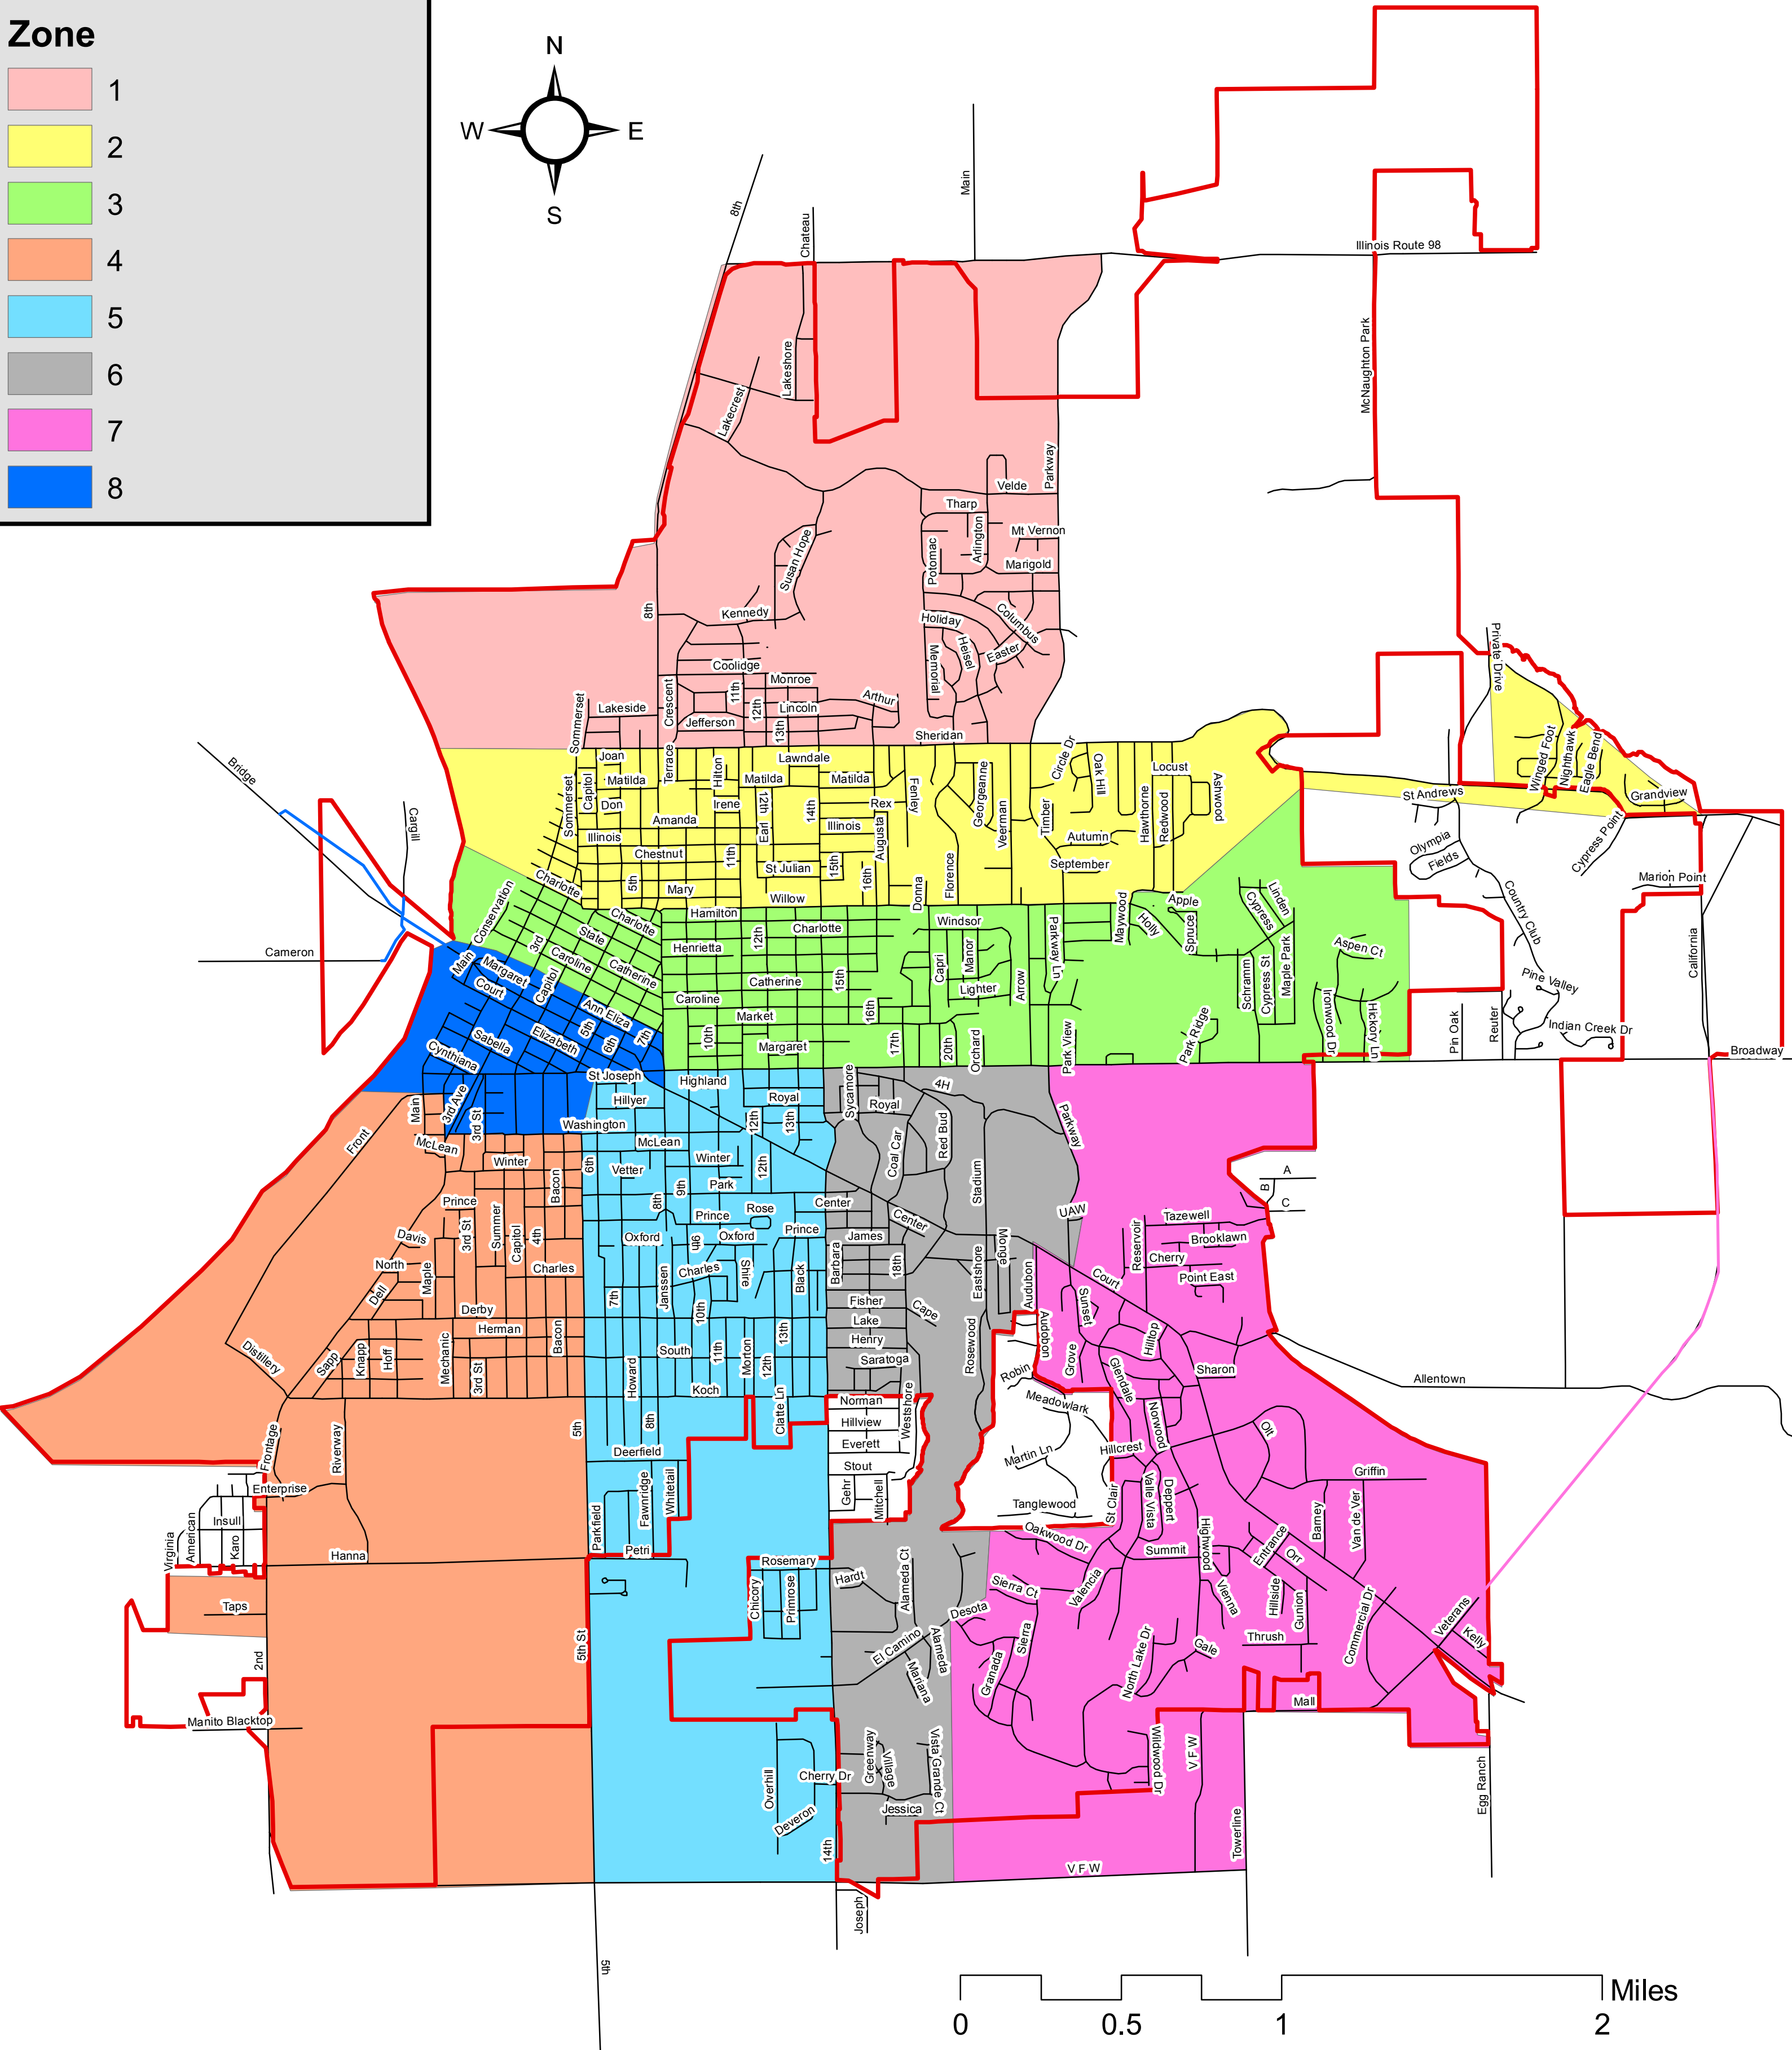 Zone
1
2
3
4
5
6
7
8
N
W
E
S
8th
Chateau
Main
Illinois Route 98
McNaughton Park
Lakeshore
Lakecrest
Parkway
Velde
Tharp
Arlington
Mt Vernon
Potomac
Marigold
Susan Hope
8th
Kennedy
Holiday
Columbus
Heisel
Easter
Memorial
Coolidge
Monroe
11th
Crescent
12th
Lincoln
Arthur
Lakeside
Jefferson
13th
Sommerset
Sheridan
Private Drive
Winged Foot
Nighthawk
Eagle Bend
Grandview
St Andrews
Cypress Point
Olympia
Fields
Marion Point
Country Club
California
Pine Valley
Indian Creek Dr
Pin Oak
Reuter
Broadway
Joan
Terrace
Lawndale
Capitol
Matilda
Hilton
Matilda
Matilda
Sommerset
Don
Irene
12th
14th
Rex
Fenley
Georgeanne
Circle Dr
Oak Hill
Locust
Ashwood
Amanda
Earl
Illinois
Illinois
Augusta
Veerman
Timber
Hawthorne
Redwood
Autumn
Chestnut
11th
St Julian
15th
16th
September
5th
Mary
Willow
Donna
Florence
Bridge
Cargill
Cameron
Conservation
Charlotte
Charlotte
State
3rd
Caroline
Catherine
Hamilton
Henrietta
12th
Charlotte
Windsor
Catherine
15th
Capri
Manor
Lighter
Arrow
Parkway Ln
Maywood
Apple
Holly
Spruce
Linden
Cypress
Aspen Ct
Schramm
Cypress St
Maple Park
Ironwood Dr
Hickory Ln
Park Ridge
Park View
Caroline
Market
16th
10th
Margaret
17th
20th
Orchard
Main
Margaret
Court
Capitol
Ann Eliza
5th
6th
7th
Elizabeth
Sabella
Cynthiana
St Joseph
3rd Ave
3rd St
Main
Front
McLean
Hillyer
Highland
Royal
Washington
12th
13th
McLean
Winter
Winter
6th
Vetter
Bacon
Park
12th
9th
8th
Prince
Rose
Prince
Prince
3rd St
Summer
Capitol
4th
Davis
North
Maple
Dell
Charles
Oxford
9th
Oxford
Janssen
Charles
Shire
Black
7th
10th
Derby
Herman
Bacon
Knapp
Hoff
Mechanic
3rd St
Sapp
Distillery
South
11th
Morton
12th
13th
Howard
Koch
Clatte Ln
8th
5th
Frontage
Riverway
Deerfield
Enterprise
Insull
American
Karo
Virginia
Hanna
Taps
2nd
Manito Blacktop
Parkfield
Fawnridge
Whitetail
Petri
Rosemary
Chicory
Primrose
5th St
Overhill
Cherry Dr
Deveron
14th
Joseph
5th
Sycamore
4H
Royal
Coal Car
Red Bud
Stadium
Parkway
UAW
Center
Center
James
Barbara
18th
Eastshore
Monge
Fisher
Cape
Lake
Henry
Saratoga
Rosewood
Norman
Hillview
Everett
Westshore
Stout
Gehr
Mitchell
Hardt
Alameda Ct
El Camino
Alameda
Mariana
Desota
Greenway
Village
Vista Grande Ct
Jessica
A
B
C
Reservoir
Tazewell
Brooklawn
Cherry
Point East
Court
Audubon
Audobon
Sunset
Grove
Hilltop
Glendale
Sharon
Robin
Meadowlark
Norwood
Hillcrest
Martin Ln
Tanglewood
St Clair
Valle Vista
Deppert
Olt
Griffin
Allentown
Barney
Van de Ver
Highwood
Entrance
Orr
Oakwood Dr
Summit
Valencia
Vienna
Hillside
Gunion
Sierra Ct
Sierra
Granada
North Lake Dr
Gale
Thrush
Commercial Dr
Veterans
Kelly
Mall
Wildwood Dr
V F W
V F W
Towerline
Egg Ranch
Miles
0
0.5
1
2